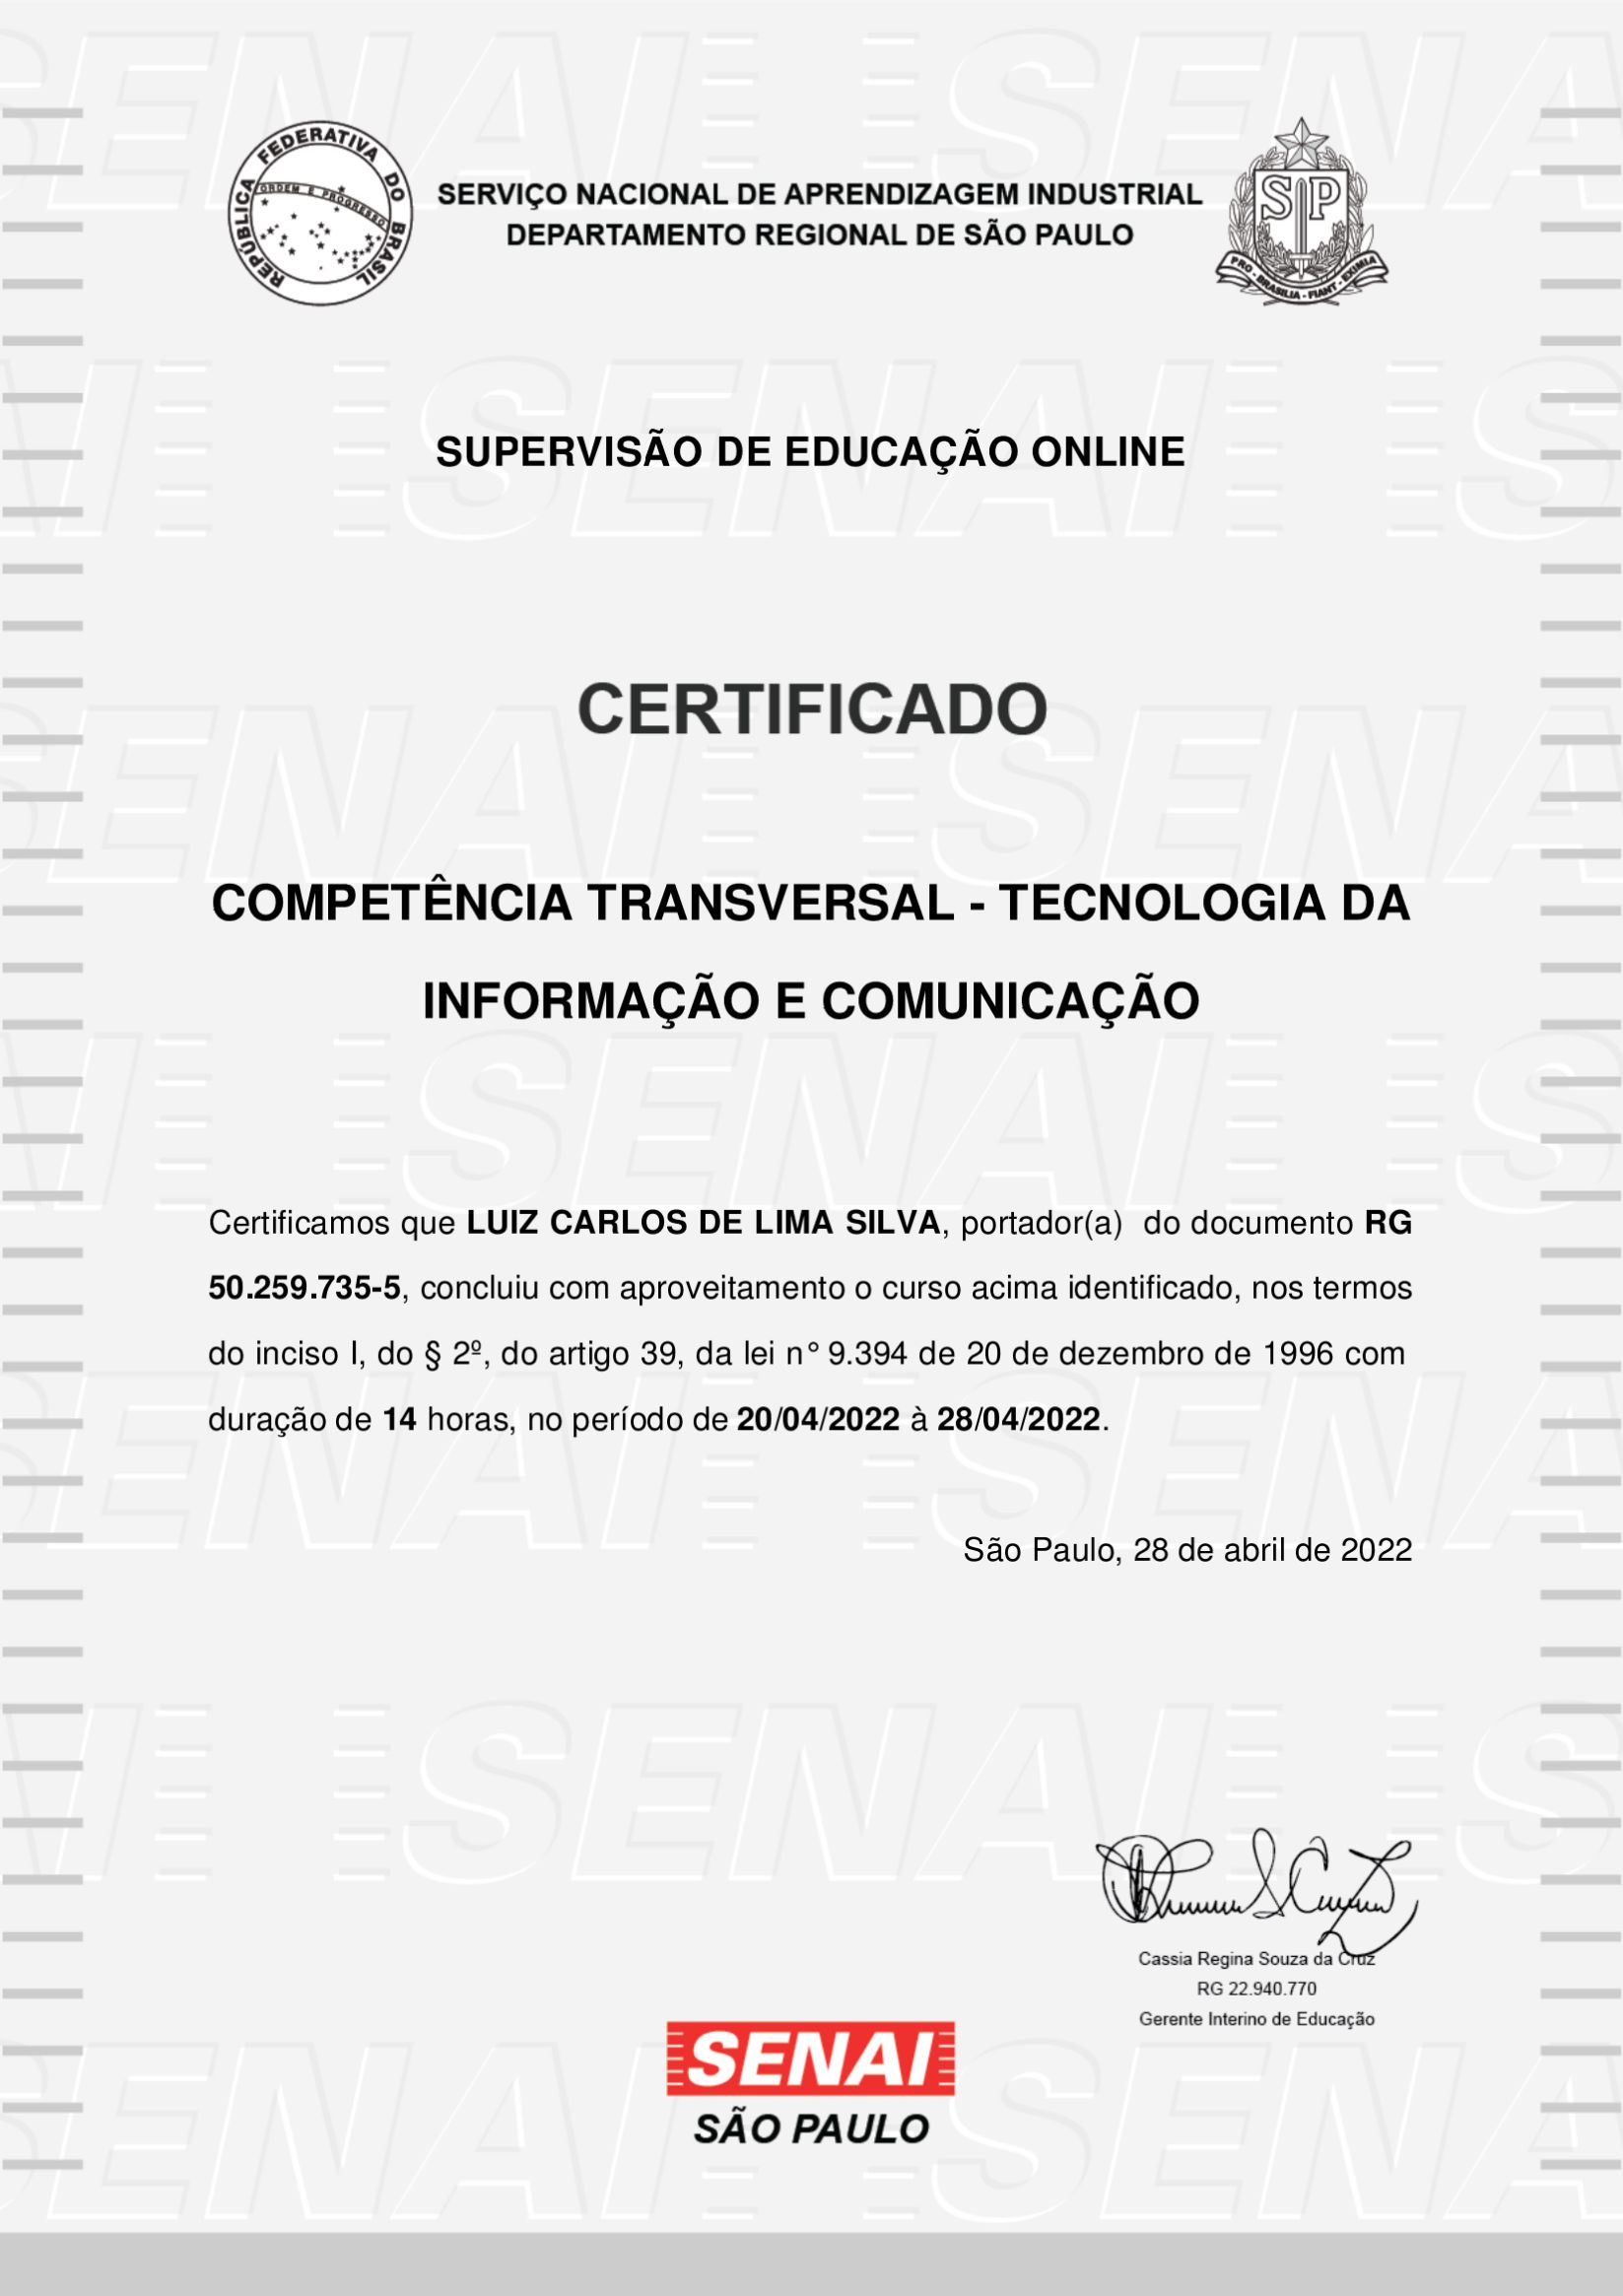 REPÚBLICA FEDERATIVA DO BRASIL
ORDEM E PROGRESSO
SERVIÇO NACIONAL DE APRENDIZAGEM INDUSTRIAL
DEPARTAMENTO REGIONAL DE SÃO PAULO
SP
PRO - BRASILIA - FIANT - EXIMIA
SUPERVISÃO DE EDUCAÇÃO ONLINE
CERTIFICADO
COMPETÊNCIA TRANSVERSAL - TECNOLOGIA DA
INFORMAÇÃO E COMUNICAÇÃO
Certificamos que LUIZ CARLOS DE LIMA SILVA, portador(a) do documento RG
50.259.735-5, concluiu com aproveitamento o curso acima identificado, nos termos
do inciso I, do § 2º, do artigo 39, da lei n° 9.394 de 20 de dezembro de 1996 com
duração de 14 horas, no período de 20/04/2022 à 28/04/2022.
São Paulo, 28 de abril de 2022
Cassia Regina Souza da Cruz
RG 22.940.770
Gerente Interino de Educação
SENAI
SÃO PAULO